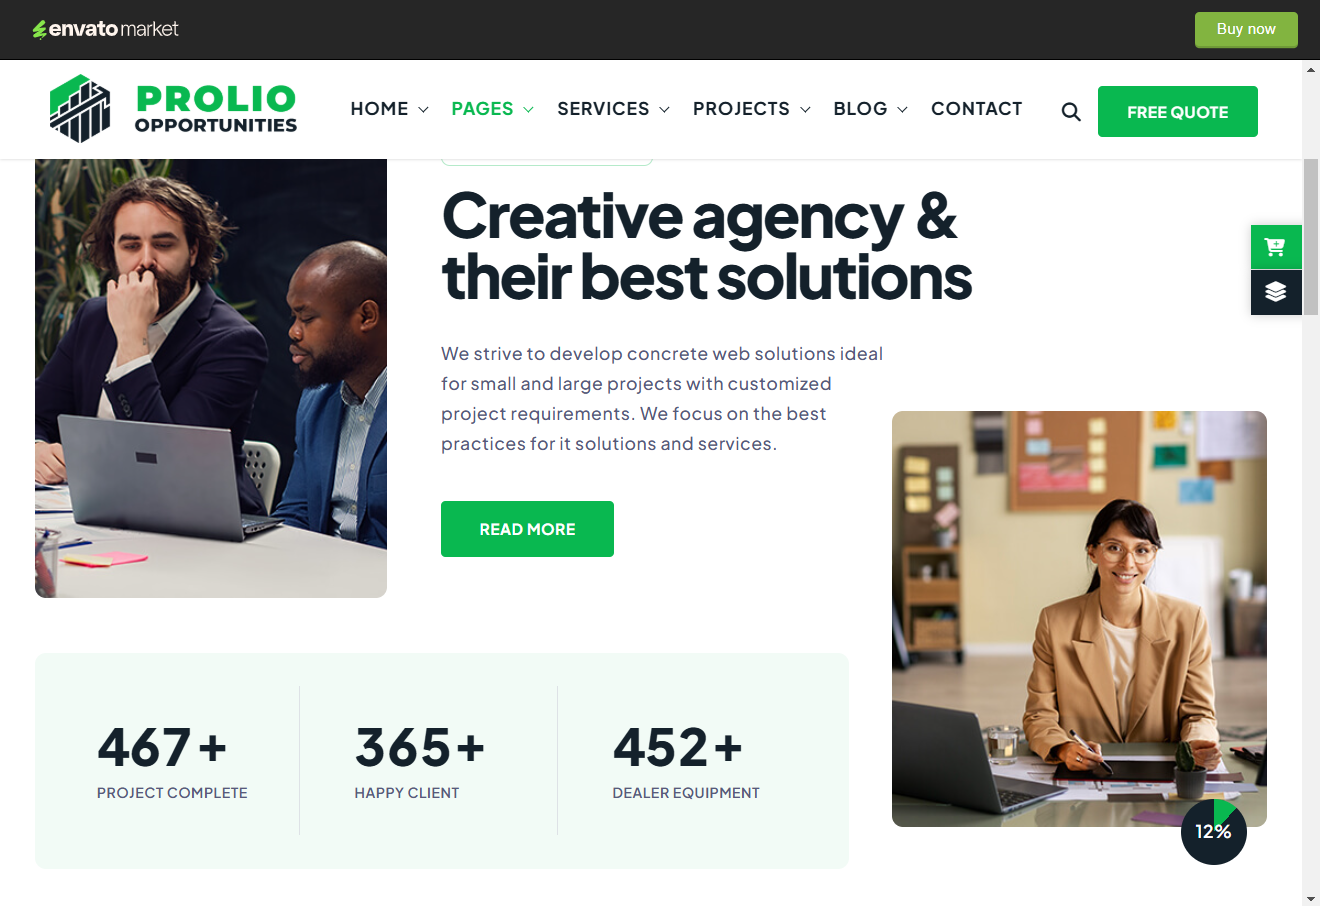 envato market
Buy now
PROLIO
OPPORTUNITIES
HOME
PAGES
SERVICES
PROJECTS
BLOG
CONTACT
FREE QUOTE
Creative agency &
their best solutions
We strive to develop concrete web solutions ideal
for small and large projects with customized
project requirements. We focus on the best
practices for it solutions and services.
READ MORE
467+
PROJECT COMPLETE
365+
HAPPY CLIENT
452+
DEALER EQUIPMENT
12%